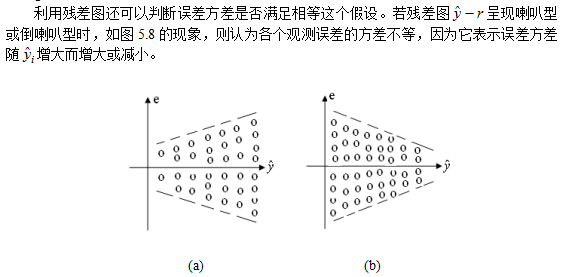 利用残差图还可以判断误差方差是否满足相等这个假设。若残差图 ŷ − r 呈现喇叭型
或倒喇叭型时，如图 5.8 的现象，则认为各个观测误差的方差不等，因为它表示误差方差
随 ŷᵢ 增大而增大或减小。
e
e
ŷ
ŷ
(a)
(b)